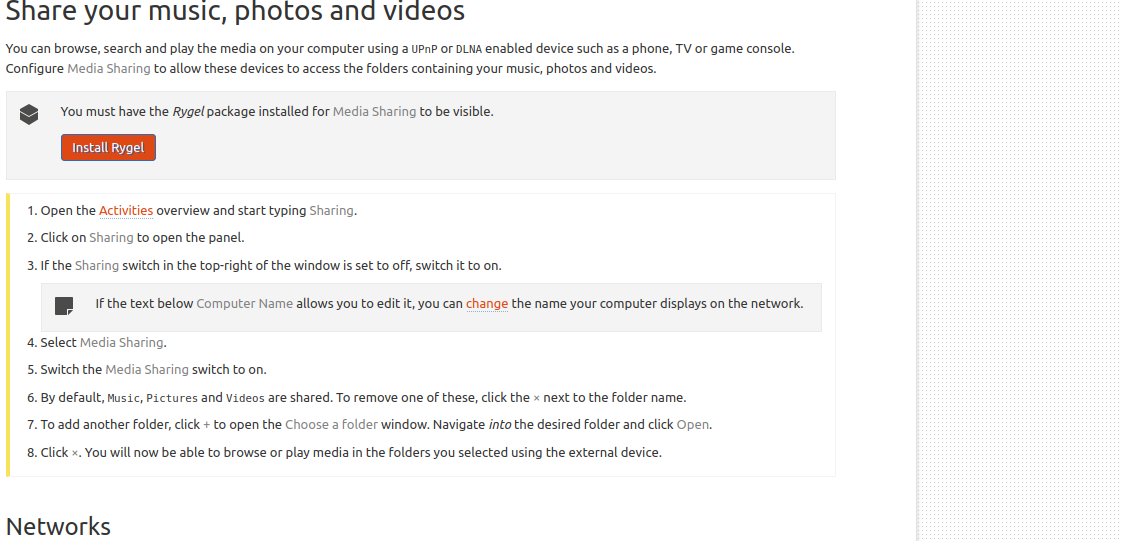 Share your music, photos and videos
You can browse, search and play the media on your computer using a UPnP or DLNA enabled device such as a phone, TV or game console.
Configure Media Sharing to allow these devices to access the folders containing your music, photos and videos.
You must have the Rygel package installed for Media Sharing to be visible.
Install Rygel
1. Open the Activities overview and start typing Sharing.
2. Click on Sharing to open the panel.
3. If the Sharing switch in the top-right of the window is set to off, switch it to on.
If the text below Computer Name allows you to edit it, you can change the name your computer displays on the network.
4. Select Media Sharing.
5. Switch the Media Sharing switch to on.
6. By default, Music, Pictures and Videos are shared. To remove one of these, click the × next to the folder name.
7. To add another folder, click + to open the Choose a folder window. Navigate into the desired folder and click Open.
8. Click ×. You will now be able to browse or play media in the folders you selected using the external device.
Networks